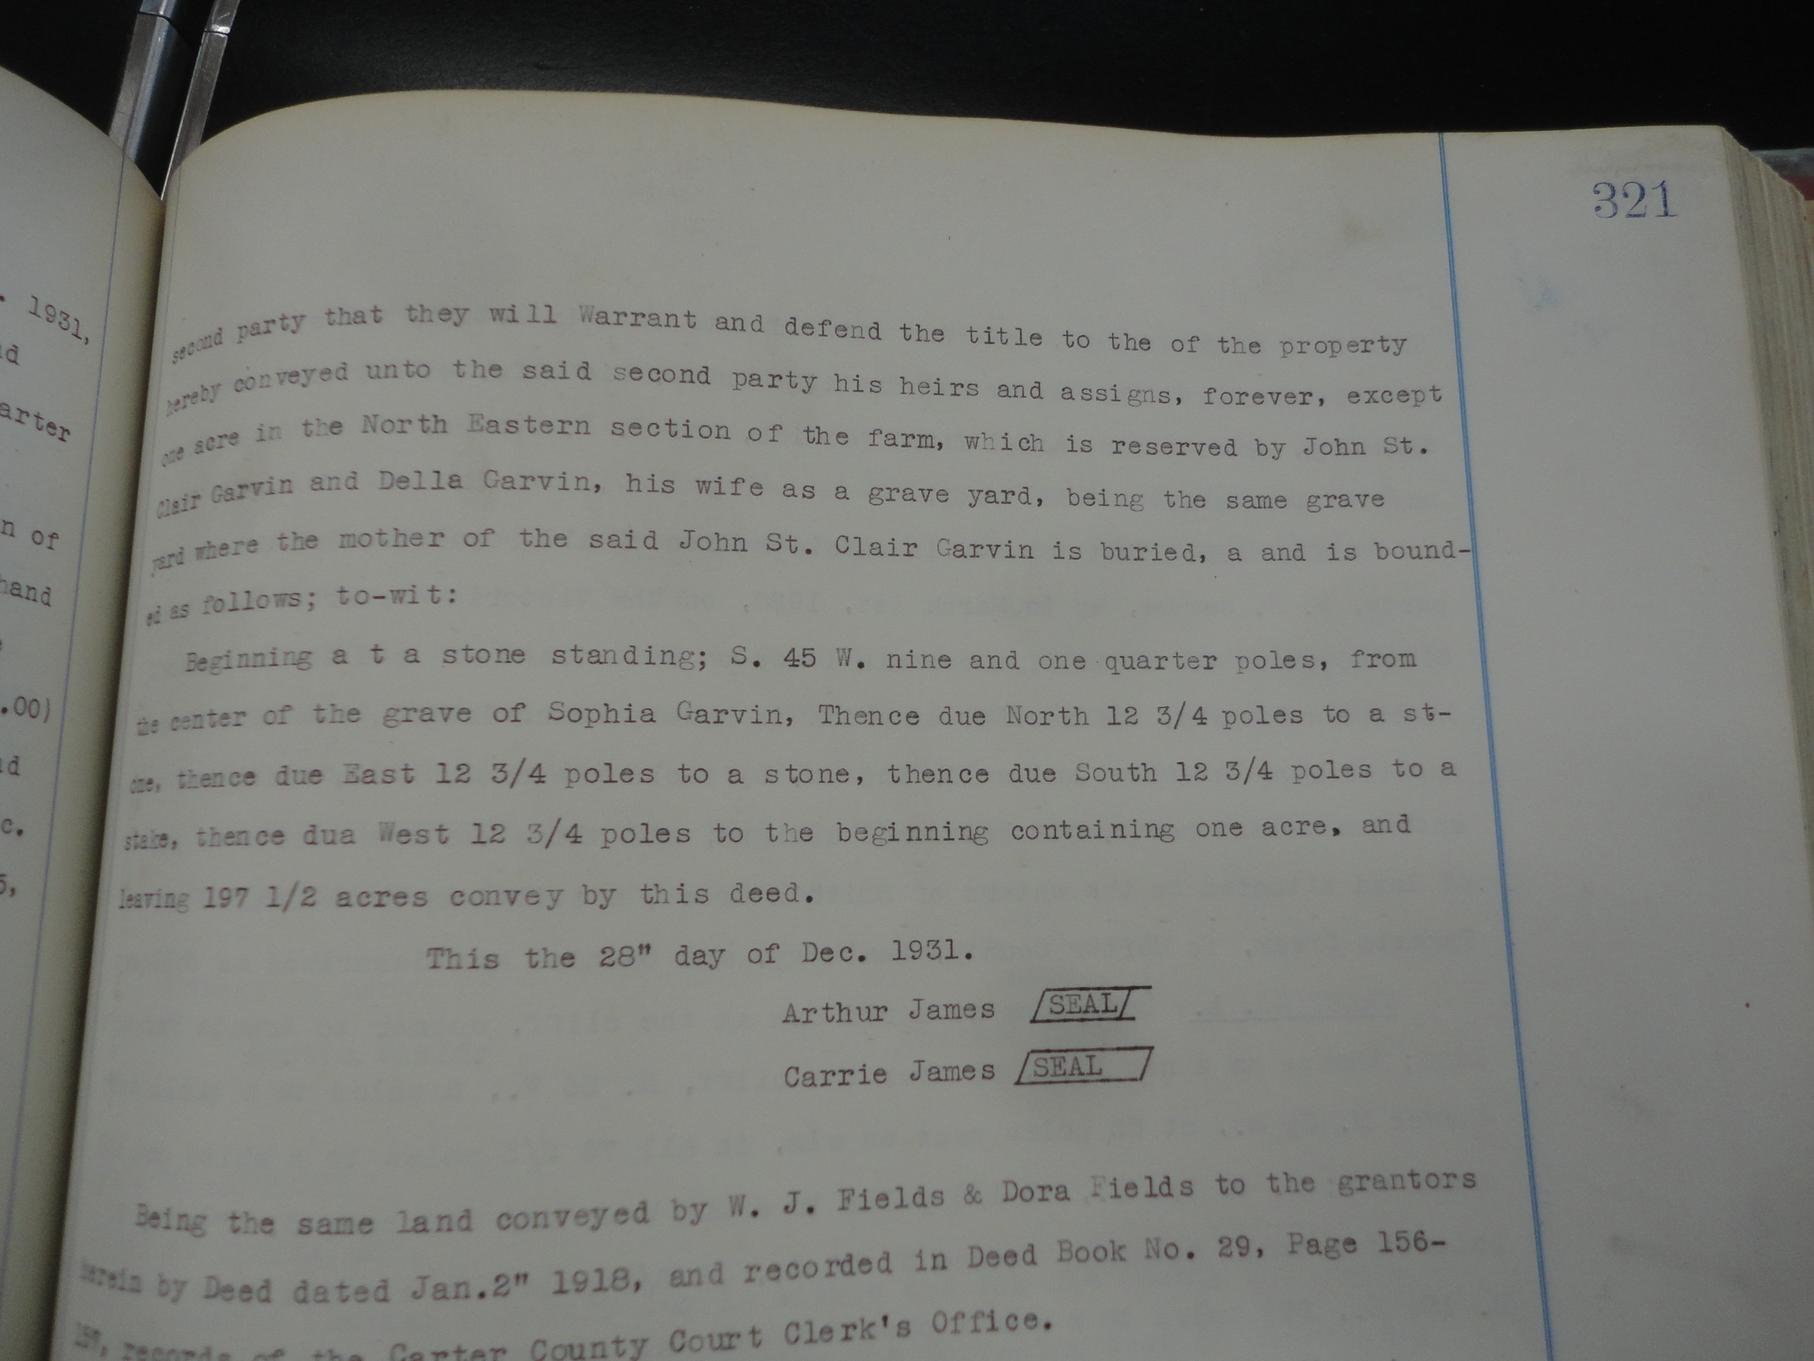 321
. 1931,
arter
n of
hand
.00)
c.
5,
second party that they will Warrant and defend the title to the of the property
hereby conveyed unto the said second party his heirs and assigns, forever, except
one acre in the North Eastern section of the farm, which is reserved by John St.
Clair Garvin and Della Garvin, his wife as a grave yard, being the same grave
yard where the mother of the said John St. Clair Garvin is buried, a and is bound-
ed as follows; to-wit:
Beginning a t a stone standing; S. 45 W. nine and one quarter poles, from
the center of the grave of Sophia Garvin, Thence due North 12 3/4 poles to a st-
one, thence due East 12 3/4 poles to a stone, thence due South 12 3/4 poles to a
stake, thence dua West 12 3/4 poles to the beginning containing one acre, and
leaving 197 1/2 acres convey by this deed.
This the 28" day of Dec. 1931.
Arthur James /SEAL/
Carrie James /SEAL /
Being the same land conveyed by W. J. Fields & Dora Fields to the grantors
herein by Deed dated Jan.2" 1918, and recorded in Deed Book No. 29, Page 156-
157, records of the Carter County Court Clerk's Office.